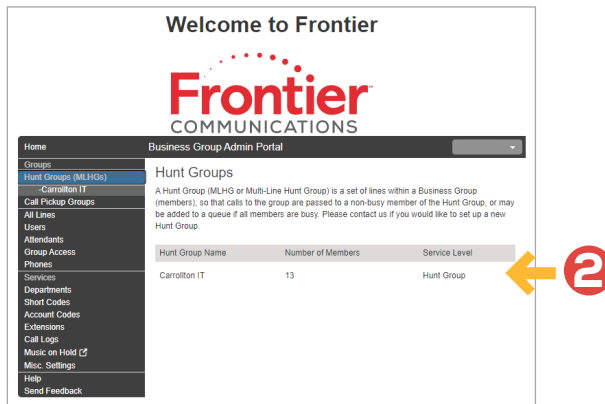 Welcome to Frontier
Frontier
COMMUNICATIONS
Home
Business Group Admin Portal
Groups
Hunt Groups (MLHGs)
-Carrollton IT
Call Pickup Groups
All Lines
Users
Attendants
Group Access
Phones
Services
Departments
Short Codes
Account Codes
Extensions
Call Logs
Music on Hold
Misc. Settings
Help
Send Feedback
Hunt Groups
A Hunt Group (MLHG or Multi-Line Hunt Group) is a set of lines within a Business Group
(members), so that calls to the group are passed to a non-busy member of the Hunt Group, or may
be added to a queue if all members are busy. Please contact us if you would like to set up a new
Hunt Group.
Hunt Group Name Number of Members Service Level
Carrollton IT 13 Hunt Group
2